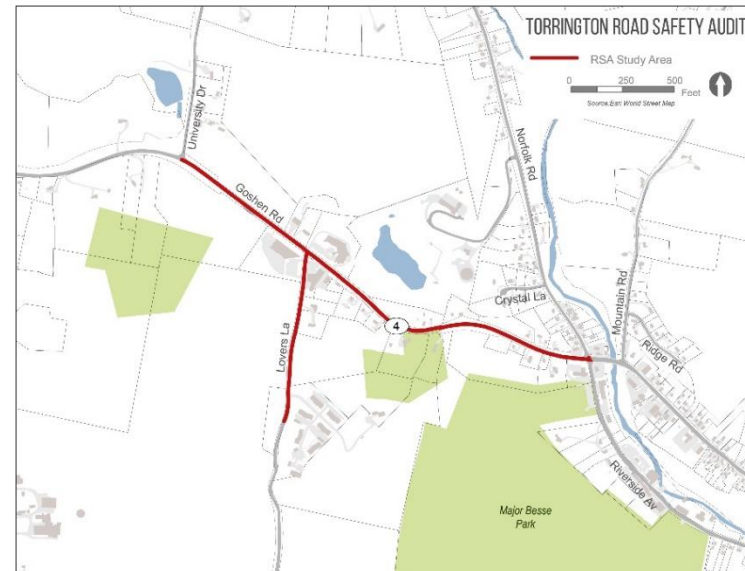 TORRINGTON ROAD SAFETY AUDIT
RSA Study Area
0 250 500
Feet
Source:Esri World Street Map
University Dr
Goshen Rd
Norfolk Rd
Lovers La
4
Crystal La
Mountain Rd
Ridge Rd
Riverside Av
Major Besse
Park